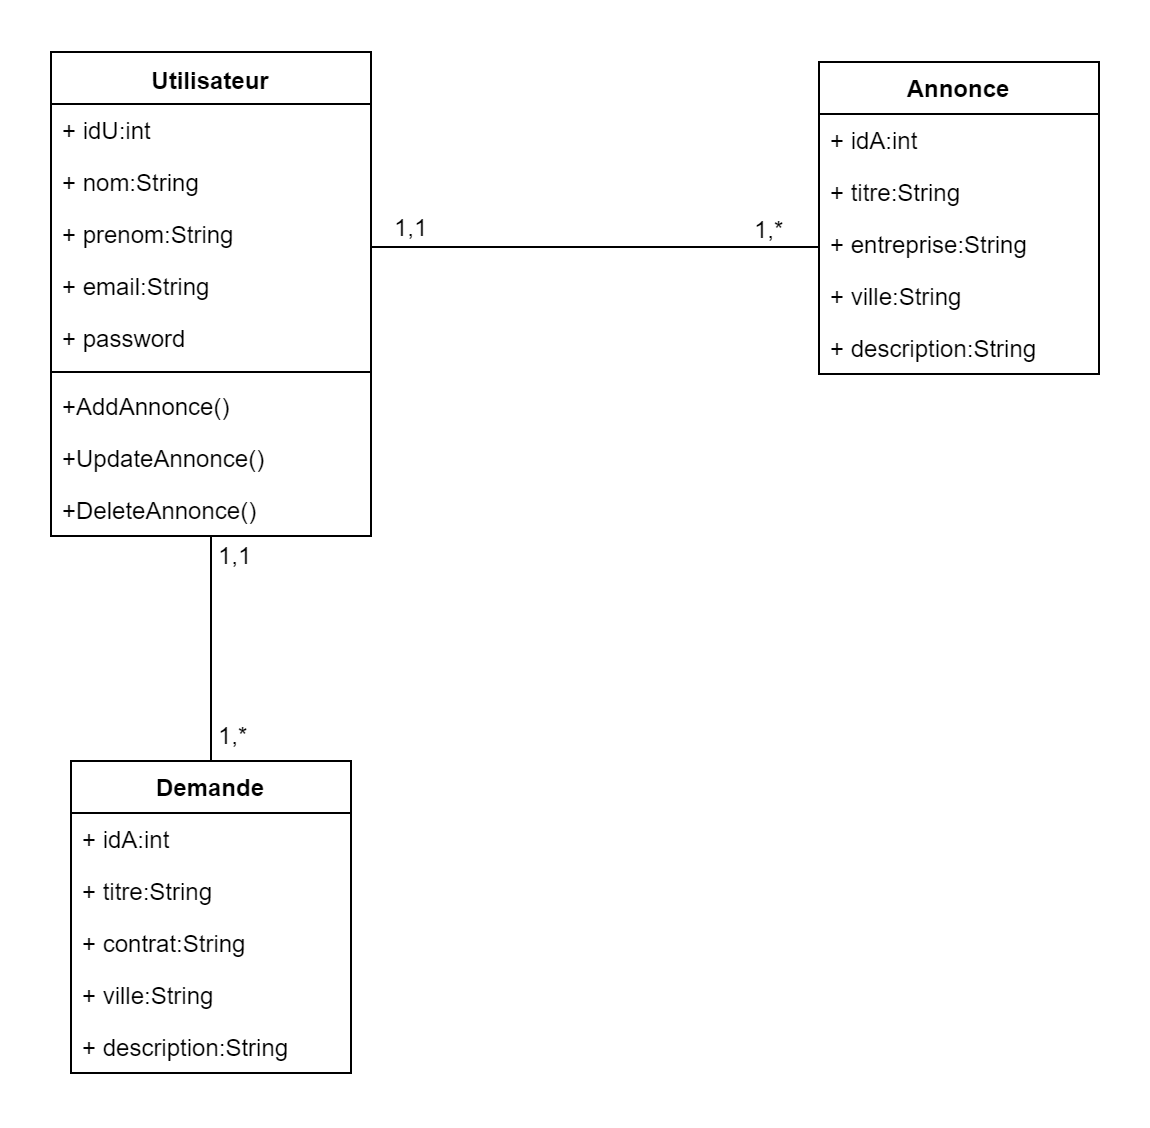 Utilisateur
+ idU:int
+ nom:String
+ prenom:String
+ email:String
+ password
+AddAnnonce()
+UpdateAnnonce()
+DeleteAnnonce()
1,1
1,*
Annonce
+ idA:int
+ titre:String
+ entreprise:String
+ ville:String
+ description:String
1,1
1,*
Demande
+ idA:int
+ titre:String
+ contrat:String
+ ville:String
+ description:String